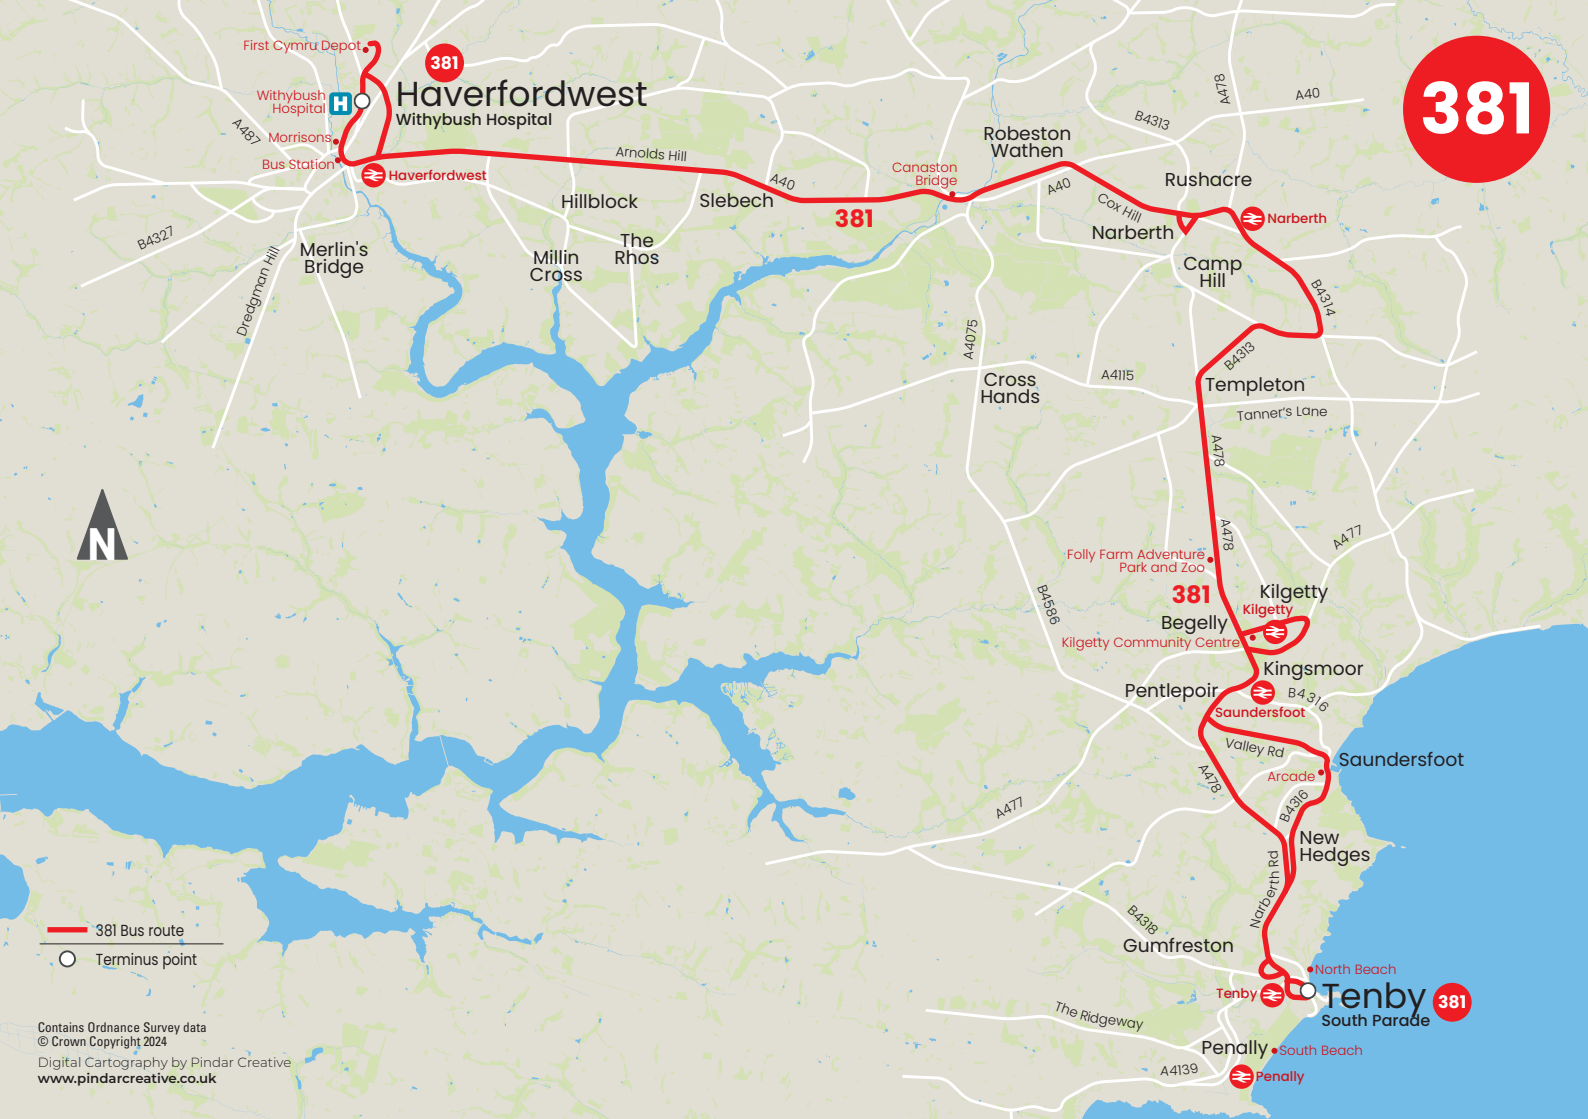 First Cymru Depot
381
381
Withybush
Hospital
H
Haverfordwest
Withybush Hospital
A487
Morrisons
Bus Station
Haverfordwest
Arnolds Hill
A40
381
Hillblock
Slebech
Canaston
Bridge
Robeston
Wathen
A478
A40
B4313
Rushacre
A40
Cox Hill
Narberth
Narberth
Camp
Hill
B4314
B4327
Dredgman Hill
Merlin's
Bridge
Millin
Cross
The
Rhos
A4075
B4313
Cross
Hands
A4115
Templeton
Tanner's Lane
A478
N
A478
A477
Folly Farm Adventure
Park and Zoo
381
Kilgetty
Kilgetty
B4586
Begelly
Kilgetty Community Centre
Kingsmoor
Pentlepoir
B4316
Saundersfoot
Valley Rd
Saundersfoot
Arcade
A478
B4316
A477
New
Hedges
Narberth Rd
B4318
Gumfreston
North Beach
Tenby
Tenby
381
South Parade
The Ridgeway
Penally
South Beach
A4139
Penally
381 Bus route
Terminus point
Contains Ordnance Survey data
© Crown Copyright 2024
Digital Cartography by Pindar Creative
www.pindarcreative.co.uk